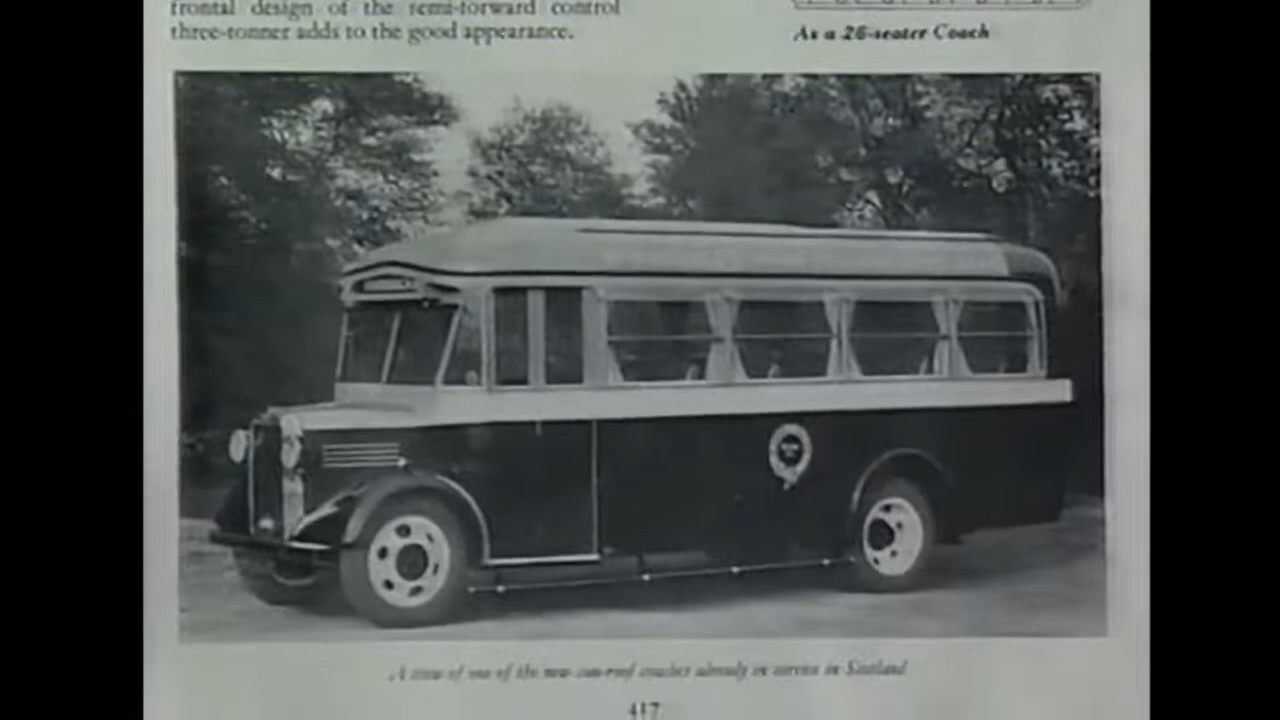 frontal design of the semi-forward control
three-tonner adds to the good appearance.
As a 26-seater Coach
A view of one of the new sun-roof coaches already in service in Scotland
417